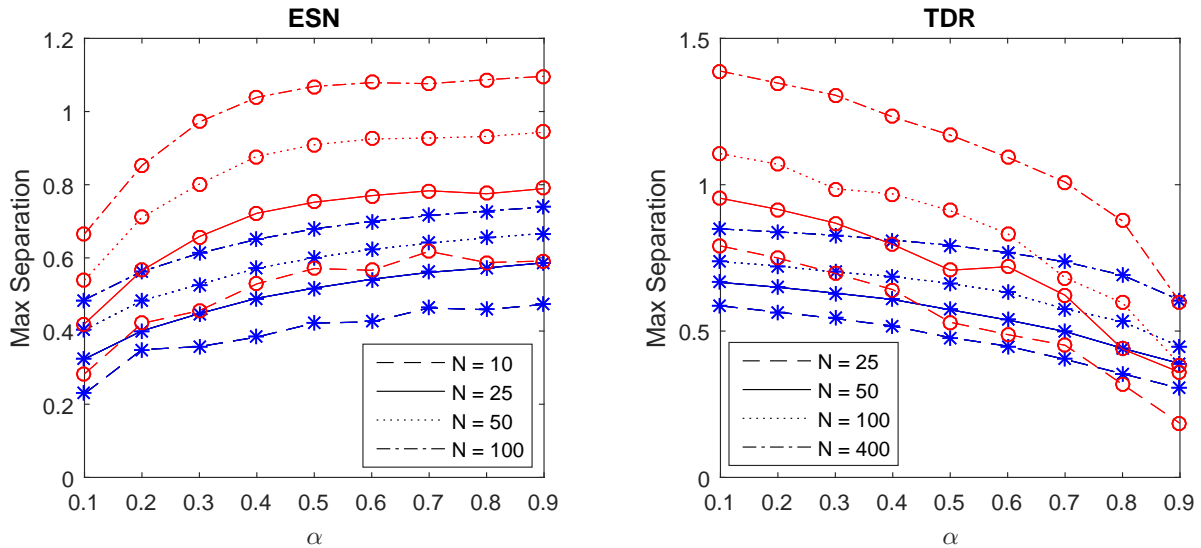 ESN
Max Separation
1.2
1
0.8
0.6
0.4
0.2
0
0.1 0.2 0.3 0.4 0.5 0.6 0.7 0.8 0.9
α
N = 10
N = 25
N = 50
N = 100
TDR
Max Separation
1.5
1
0.5
0
0.1 0.2 0.3 0.4 0.5 0.6 0.7 0.8 0.9
α
N = 25
N = 50
N = 100
N = 400